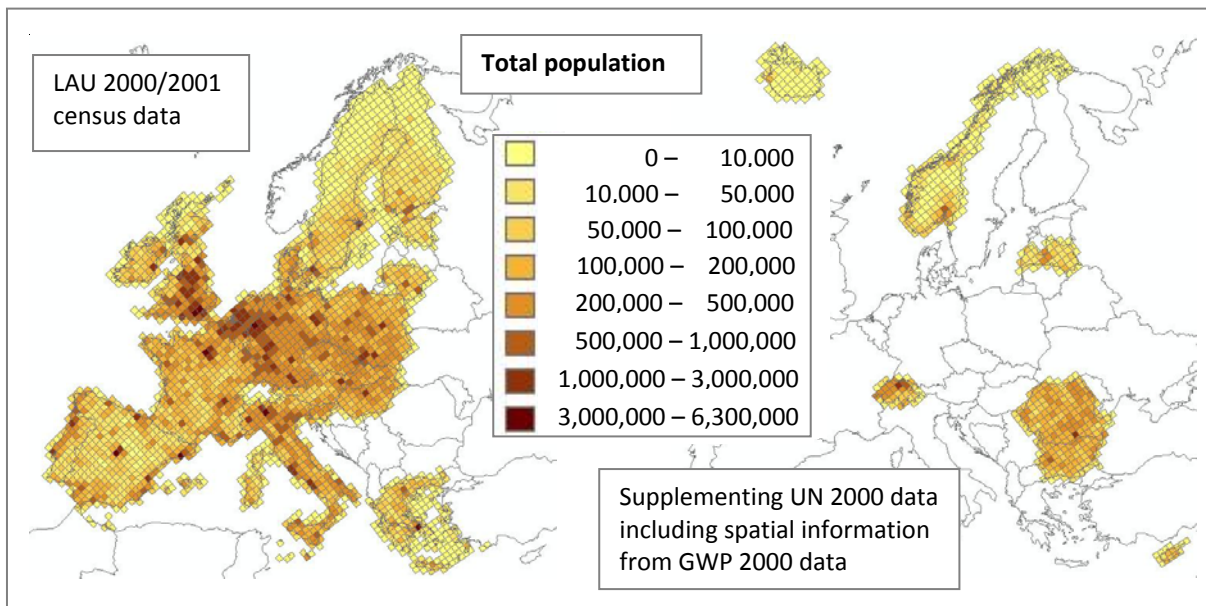 LAU 2000/2001
census data
Total population
0 – 10,000
10,000 – 50,000
50,000 – 100,000
100,000 – 200,000
200,000 – 500,000
500,000 – 1,000,000
1,000,000 – 3,000,000
3,000,000 – 6,300,000
Supplementing UN 2000 data
including spatial information
from GWP 2000 data